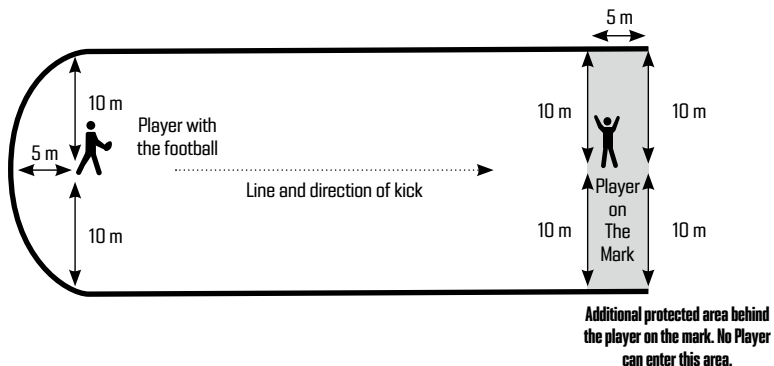 5 m
10 m
Player with
the football
10 m
10 m
5 m
Line and direction of kick
Player
on
The
Mark
10 m
10 m
10 m
Additional protected area behind
the player on the mark. No Player
can enter this area.